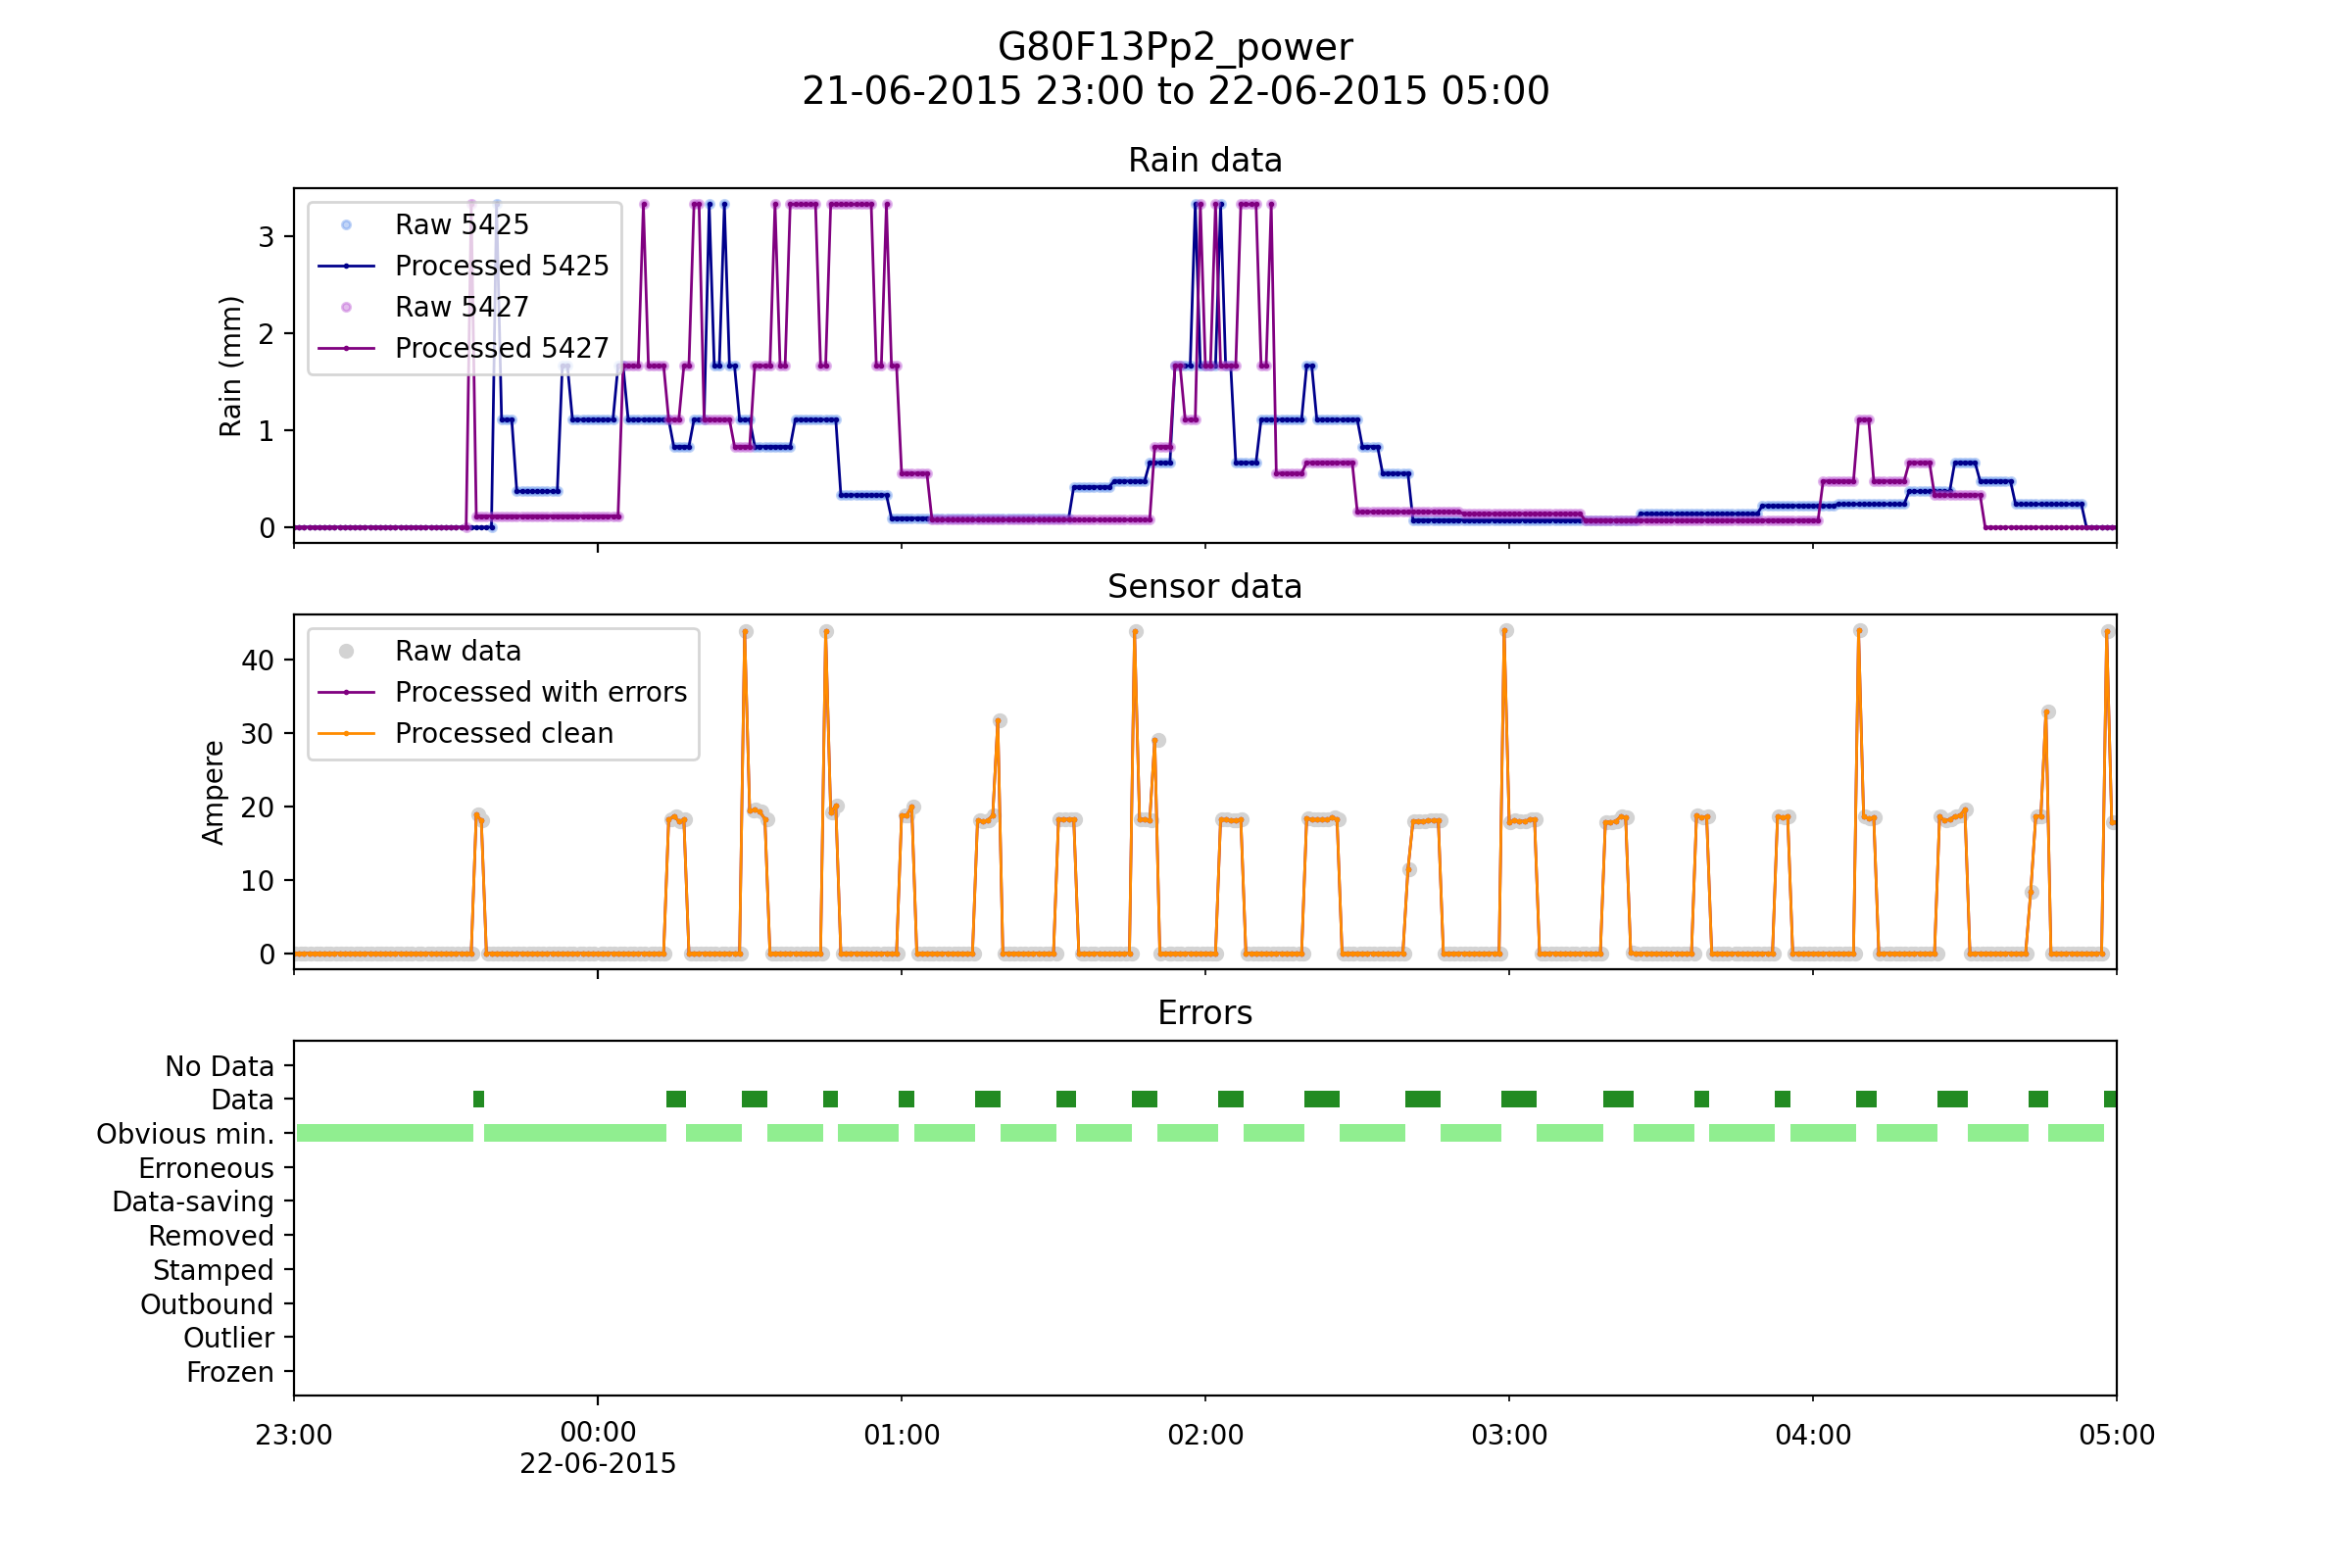 G80F13Pp2_power
21-06-2015 23:00 to 22-06-2015 05:00
Rain data
Rain (mm)
3
2
1
0
Raw 5425
Processed 5425
Raw 5427
Processed 5427
Sensor data
Ampere
40
30
20
10
0
Raw data
Processed with errors
Processed clean
Errors
No Data
Data
Obvious min.
Erroneous
Data-saving
Removed
Stamped
Outbound
Outlier
Frozen
23:00 00:00 01:00 02:00 03:00 04:00 05:00
22-06-2015